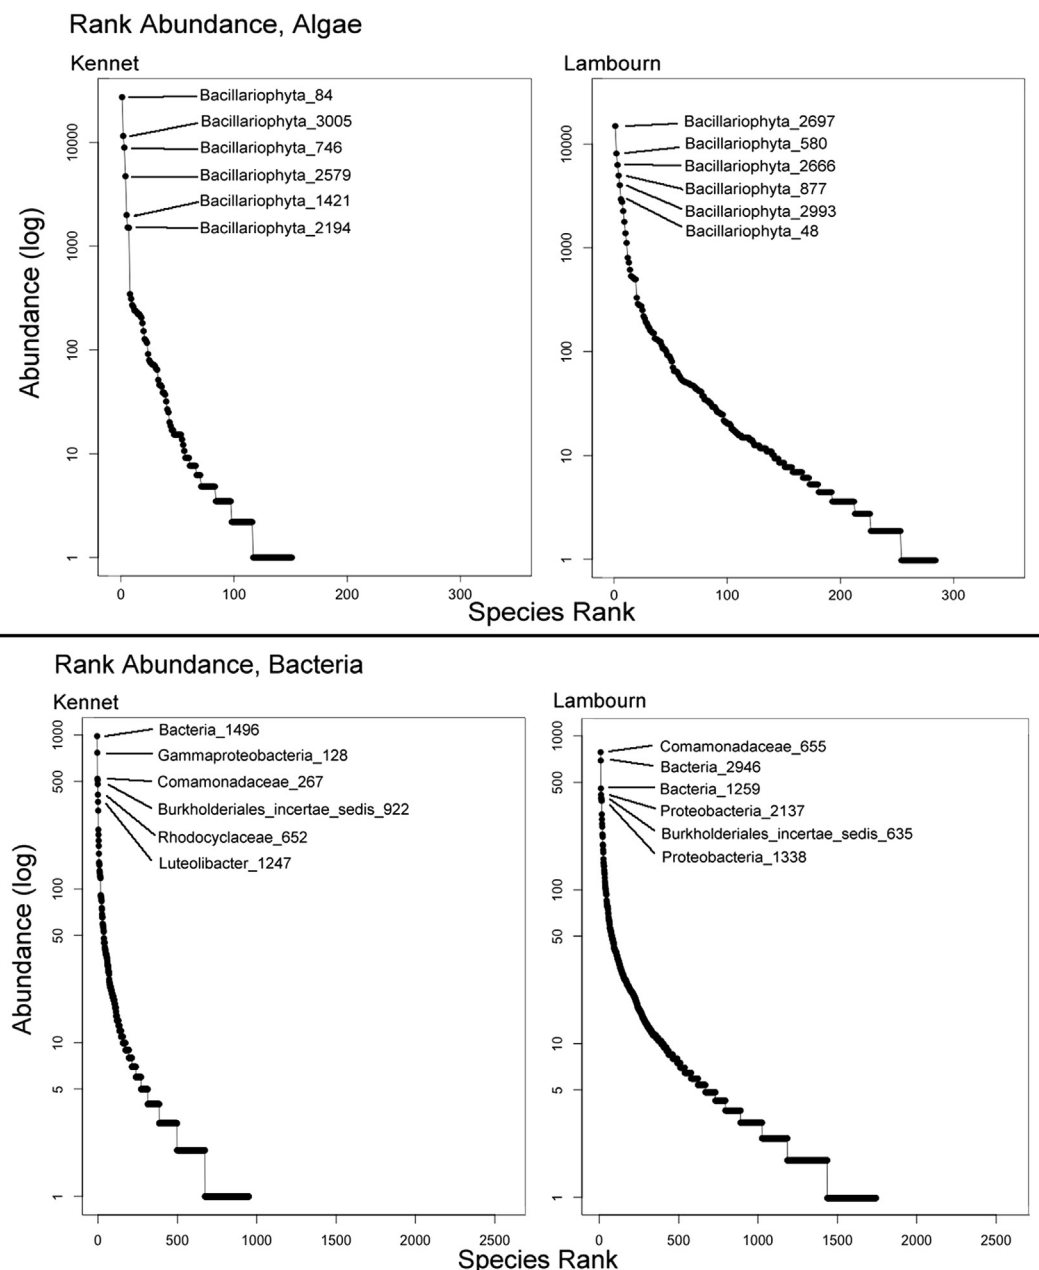 Rank Abundance, Algae
Kennet
Lambourn
Bacillariophyta_84
Bacillariophyta_3005
Bacillariophyta_746
Bacillariophyta_2579
Bacillariophyta_1421
Bacillariophyta_2194
Bacillariophyta_2697
Bacillariophyta_580
Bacillariophyta_2666
Bacillariophyta_877
Bacillariophyta_2993
Bacillariophyta_48
Abundance (log)
10000
1000
100
10
1
10000
1000
100
10
1
0 100 200 300
0 100 200 300
Species Rank
Rank Abundance, Bacteria
Kennet
Lambourn
Bacteria_1496
Gammaproteobacteria_128
Comamonadaceae_267
Burkholderiales_incertae_sedis_922
Rhodocyclaceae_652
Luteolibacter_1247
Comamonadaceae_655
Bacteria_2946
Bacteria_1259
Proteobacteria_2137
Burkholderiales_incertae_sedis_635
Proteobacteria_1338
Abundance (log)
1000
500
100
50
10
5
1
1000
500
100
50
10
5
1
0 500 1000 1500 2000 2500
0 500 1000 1500 2000 2500
Species Rank